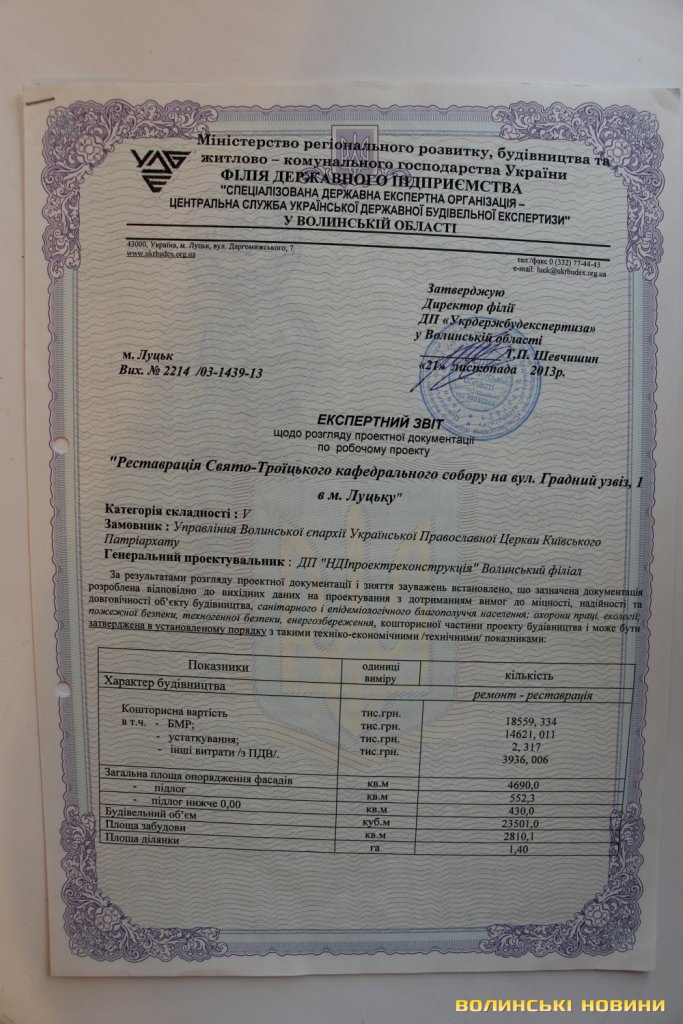 Міністерство регіонального розвитку, будівництва та
житлово – комунального господарства України
ФІЛІЯ ДЕРЖАВНОГО ПІДПРИЄМСТВА
"СПЕЦІАЛІЗОВАНА ДЕРЖАВНА ЕКСПЕРТНА ОРГАНІЗАЦІЯ –
ЦЕНТРАЛЬНА СЛУЖБА УКРАЇНСЬКОЇ ДЕРЖАВНОЇ БУДІВЕЛЬНОЇ ЕКСПЕРТИЗИ"
У ВОЛИНСЬКІЙ ОБЛАСТІ
43000, Україна, м. Луцьк, вул. Даргомижського, 7
www.ukrbudex.org.ua
тел./факс 0 (332) 77-44-43
e-mail: luck@ukrbudex.org.ua
Затверджую
Директор філії
ДП «Укрдержбудекспертиза»
у Волинській області
Т.П. Шевчишин
«21» листопада 2013р.
м. Луцьк
Вих. № 2214 /03-1439-13
ЕКСПЕРТНИЙ ЗВІТ
щодо розгляду проектної документації
по робочому проекту
"Реставрація Свято-Троїцького кафедрального собору на вул. Градний узвіз, 1
в м. Луцьку"
Категорія складності : V
Замовник : Управління Волинської єпархії Української Православної Церкви Київського
Патріархату
Генеральний проектувальник : ДП "НДІпроектреконструкція" Волинський філіал
За результатами розгляду проектної документації і зняття зауважень встановлено, що зазначена документація
розроблена відповідно до вихідних даних на проектування з дотриманням вимог до міцності, надійності та
довговічності об'єкту будівництва, санітарного і епідеміологічного благополуччя населення; охорони праці, екології;
пожежної безпеки, техногенної безпеки, енергозбереження, кошторисної частини проекту будівництва і може бути
затверджена в установленому порядку з такими техніко-економічними /технічними/ показниками:
Показники одиниці виміру кількість
Характер будівництва ремонт - реставрація
Кошторисна вартість тис.грн. 18559, 334
в т.ч. - БМР; тис.грн. 14621, 011
- устаткування; тис.грн. 2, 317
- інші витрати /з ПДВ/. тис.грн. 3936, 006
Загальна площа опорядження фасадів кв.м 4690,0
- підлог кв.м 552,3
- підлог нижче 0,00 кв.м 430,0
Будівельний об'єм куб.м 23501,0
Площа забудови кв.м 2810,1
Площа ділянки га 1,40
ВОЛИНСЬКІ НОВИНИ